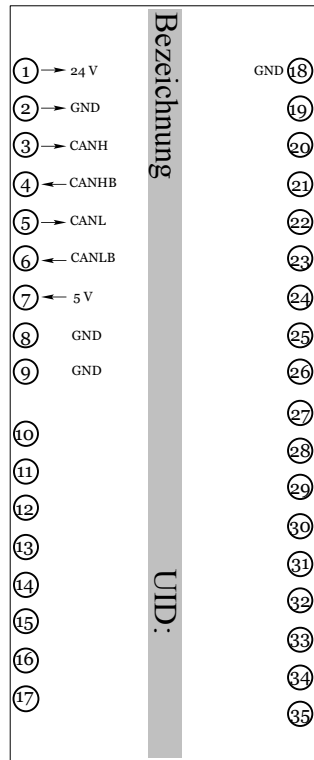 1 24 V
2 GND
3 CANH
4 CANHB
5 CANL
6 CANLB
7 5 V
8 GND
9 GND
10
11
12
13
14
15
16
17
Bezeichnung
UID:
GND 18
19
20
21
22
23
24
25
26
27
28
29
30
31
32
33
34
35